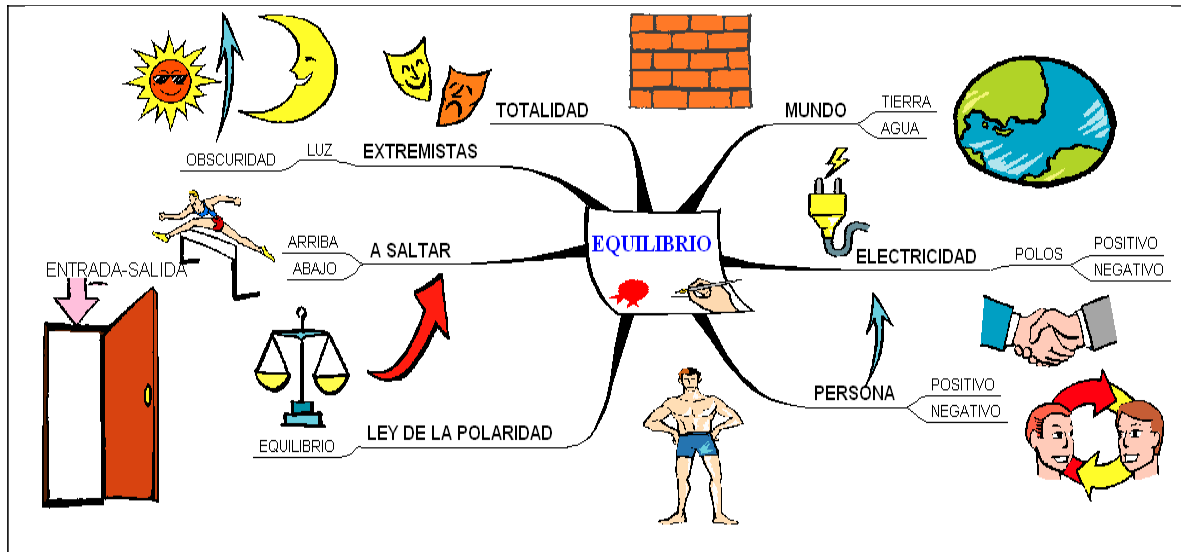 TOTALIDAD
MUNDO
TIERRA
AGUA
OBSCURIDAD
LUZ
EXTREMISTAS
EQUILIBRIO
ARRIBA
ABAJO
A SALTAR
ELECTRICIDAD
POLOS
POSITIVO
NEGATIVO
ENTRADA-SALIDA
PERSONA
POSITIVO
NEGATIVO
EQUILIBRIO
LEY DE LA POLARIDAD